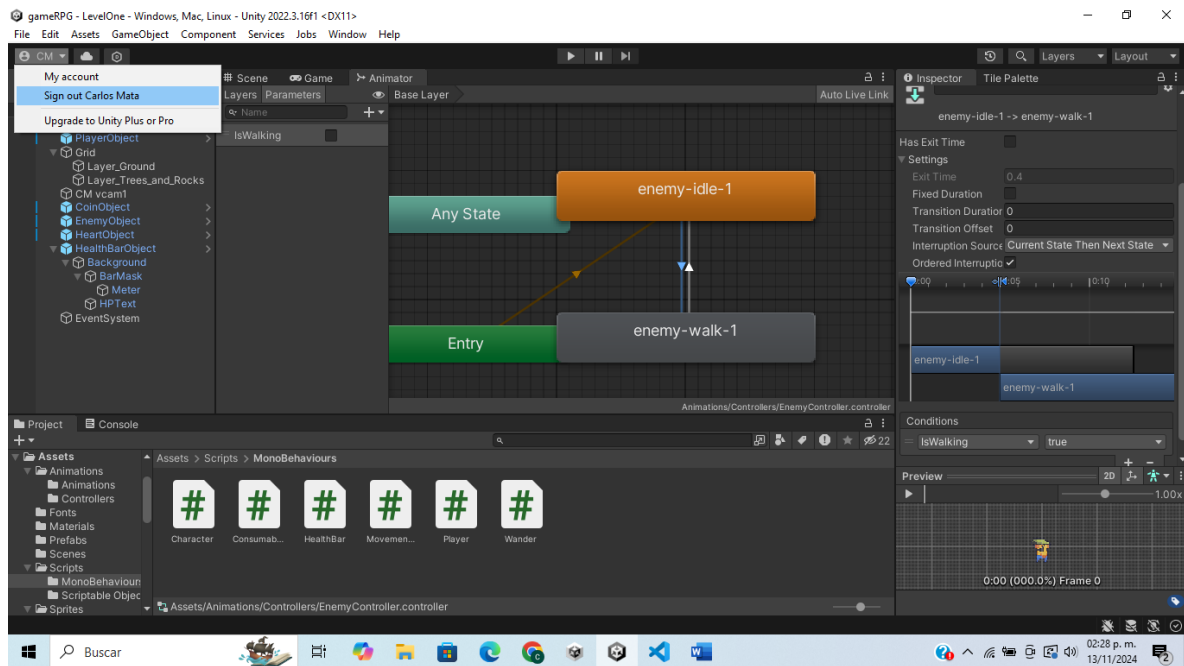 gameRPG - LevelOne - Windows, Mac, Linux - Unity 2022.3.16f1 <DX11>
File Edit Assets GameObject Component Services Jobs Window Help
CM
Layers
Layout
My account
Sign out Carlos Mata
Upgrade to Unity Plus or Pro
PlayerObject
Grid
Layer_Ground
Layer_Trees_and_Rocks
CM vcam1
CoinObject
EnemyObject
HeartObject
HealthBarObject
Background
BarMask
Meter
HPText
EventSystem
Scene Game Animator
Layers Parameters
Base Layer
Auto Live Link
Name
IsWalking
Any State
enemy-idle-1
Entry
enemy-walk-1
Animations/Controllers/EnemyController.controller
Inspector Tile Palette
enemy-idle-1 -> enemy-walk-1
Has Exit Time
Settings
Exit Time 0.4
Fixed Duration
Transition Duration 0
Transition Offset 0
Interruption Source Current State Then Next State
Ordered Interruptio
0:00 0:05 0:10
enemy-idle-1
enemy-walk-1
Conditions
IsWalking true
+ −
Preview 2D
1.00x
0:00 (000.0%) Frame 0
Project Console
22
Assets
Animations
Animations
Controllers
Fonts
Materials
Prefabs
Scenes
Scripts
MonoBehaviours
Scriptable Objec
Sprites
Assets > Scripts > MonoBehaviours
# # # # # #
Character Consumab... HealthBar Movemen... Player Wander
Assets/Animations/Controllers/EnemyController.controller
Buscar
02:28 p. m.
13/11/2024
2